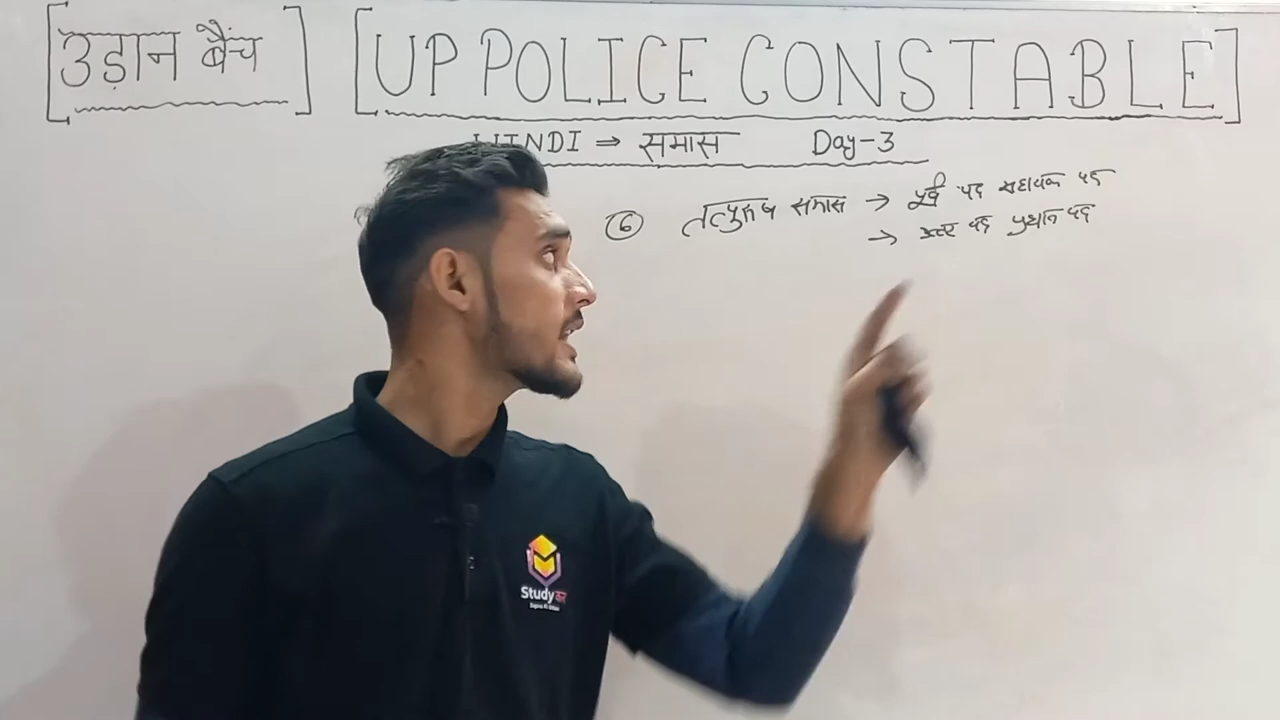 [उड़ान बैंच] [UP POLICE CONSTABLE]
HINDI ⇒ समास Day-3
⑥ तत्पुरुष समास → पूर्व पद सहायक पद
→ उत्तर पद प्रधान पद
Study